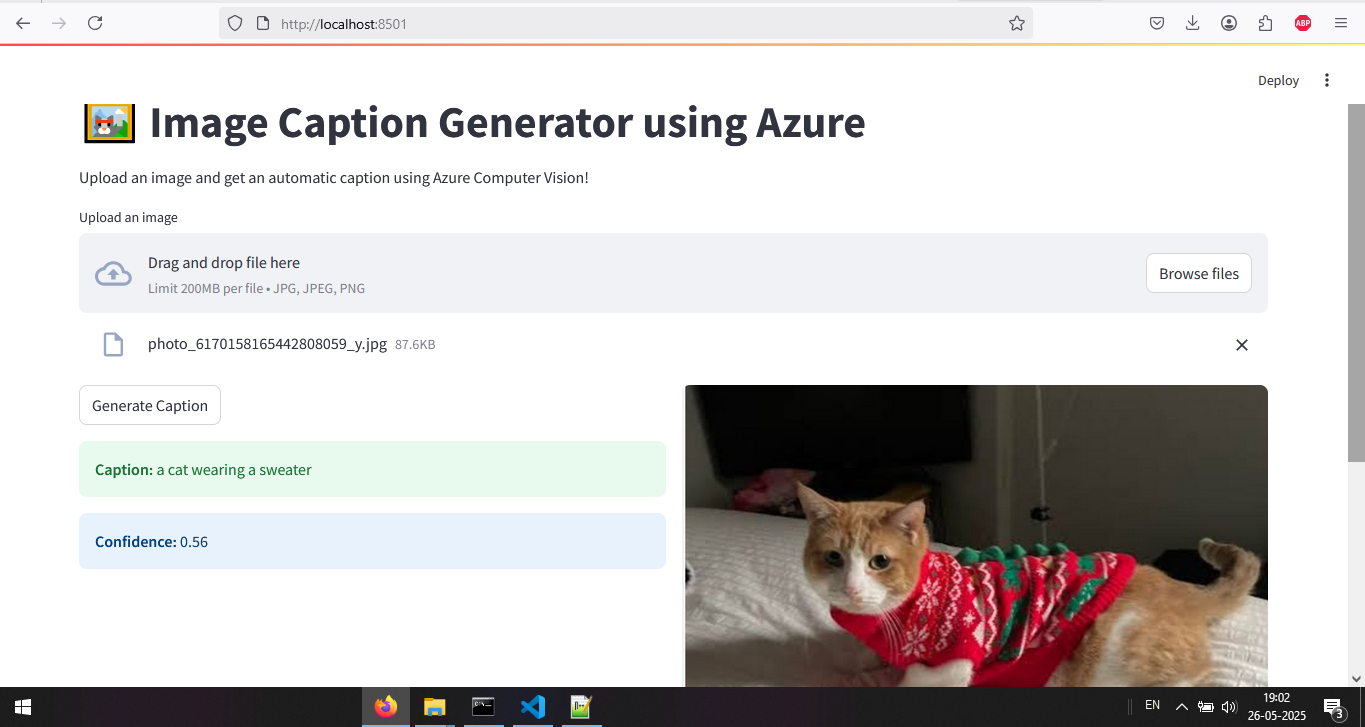 http://localhost:8501
ABP
Deploy
Image Caption Generator using Azure
Upload an image and get an automatic caption using Azure Computer Vision!
Upload an image
Drag and drop file here
Limit 200MB per file • JPG, JPEG, PNG
Browse files
photo_6170158165442808059_y.jpg 87.6KB
Generate Caption
Caption: a cat wearing a sweater
Confidence: 0.56
EN
19:02
26-05-2025
3